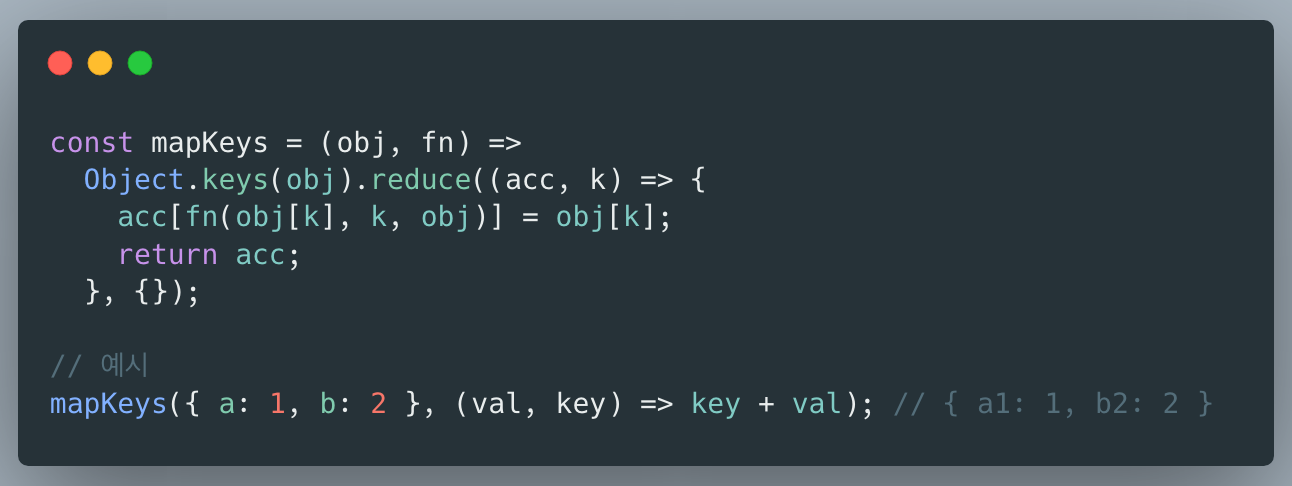 const mapKeys = (obj, fn) =>
  Object.keys(obj).reduce((acc, k) => {
    acc[fn(obj[k], k, obj)] = obj[k];
    return acc;
  }, {});

// 예시
mapKeys({ a: 1, b: 2 }, (val, key) => key + val); // { a1: 1, b2: 2 }